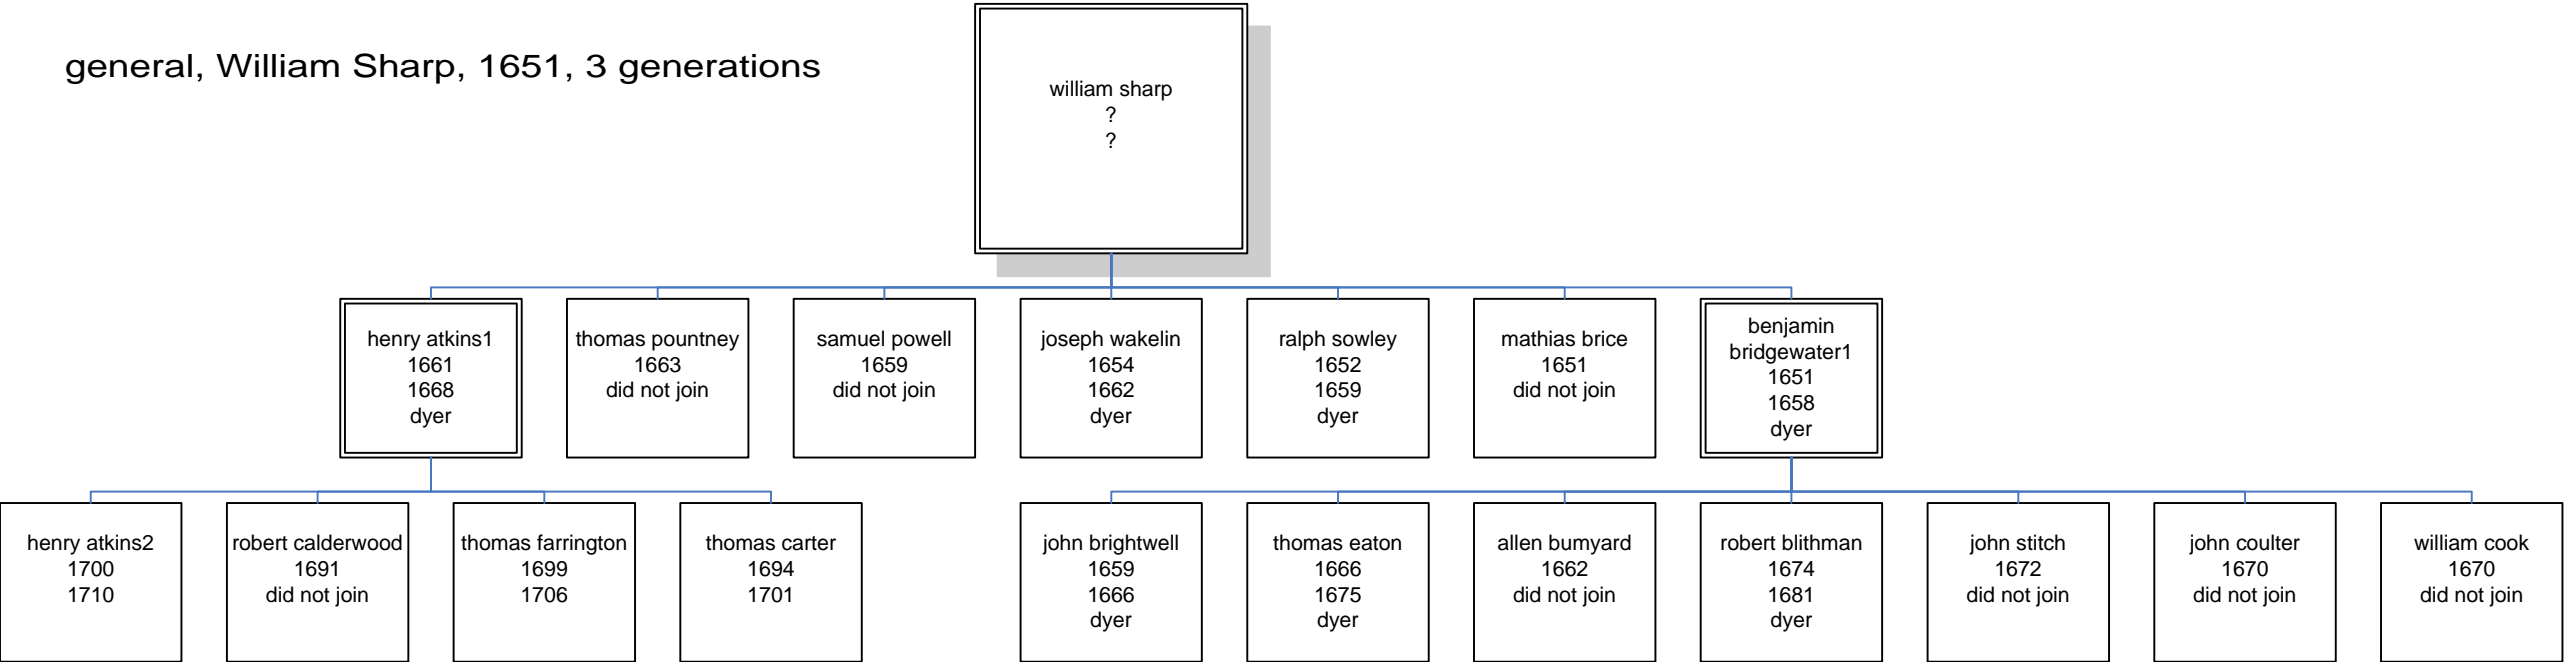 general, William Sharp, 1651, 3 generations
william sharp
?
?
henry atkins1
1661
1668
dyer
thomas pountney
1663
did not join
samuel powell
1659
did not join
joseph wakelin
1654
1662
dyer
ralph sowley
1652
1659
dyer
mathias brice
1651
did not join
benjamin
bridgewater1
1651
1658
dyer
henry atkins2
1700
1710
robert calderwood
1691
did not join
thomas farrington
1699
1706
thomas carter
1694
1701
john brightwell
1659
1666
dyer
thomas eaton
1666
1675
dyer
allen bumyard
1662
did not join
robert blithman
1674
1681
dyer
john stitch
1672
did not join
john coulter
1670
did not join
william cook
1670
did not join